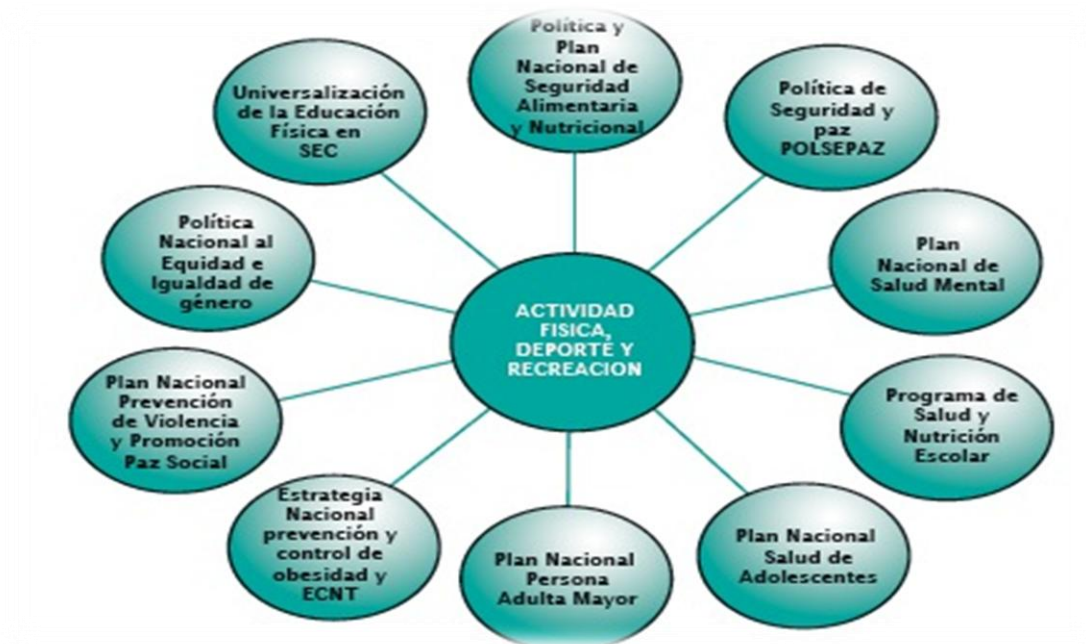 Política y
Plan
Nacional de
Seguridad
Alimentaria
y Nutricional
Universalización
de la Educación
Física en
SEC
Política de
Seguridad y
paz
POLSEPAZ
Política
Nacional al
Equidad e
Igualdad de
género
Plan
Nacional de
Salud Mental
ACTIVIDAD
FISICA,
DEPORTE Y
RECREACION
Plan Nacional
Prevención
de Violencia
y Promoción
Paz Social
Programa de
Salud y
Nutrición
Escolar
Estrategia
Nacional
prevención y
control de
obesidad y
ECNT
Plan Nacional
Persona
Adulta Mayor
Plan Nacional
Salud de
Adolescentes